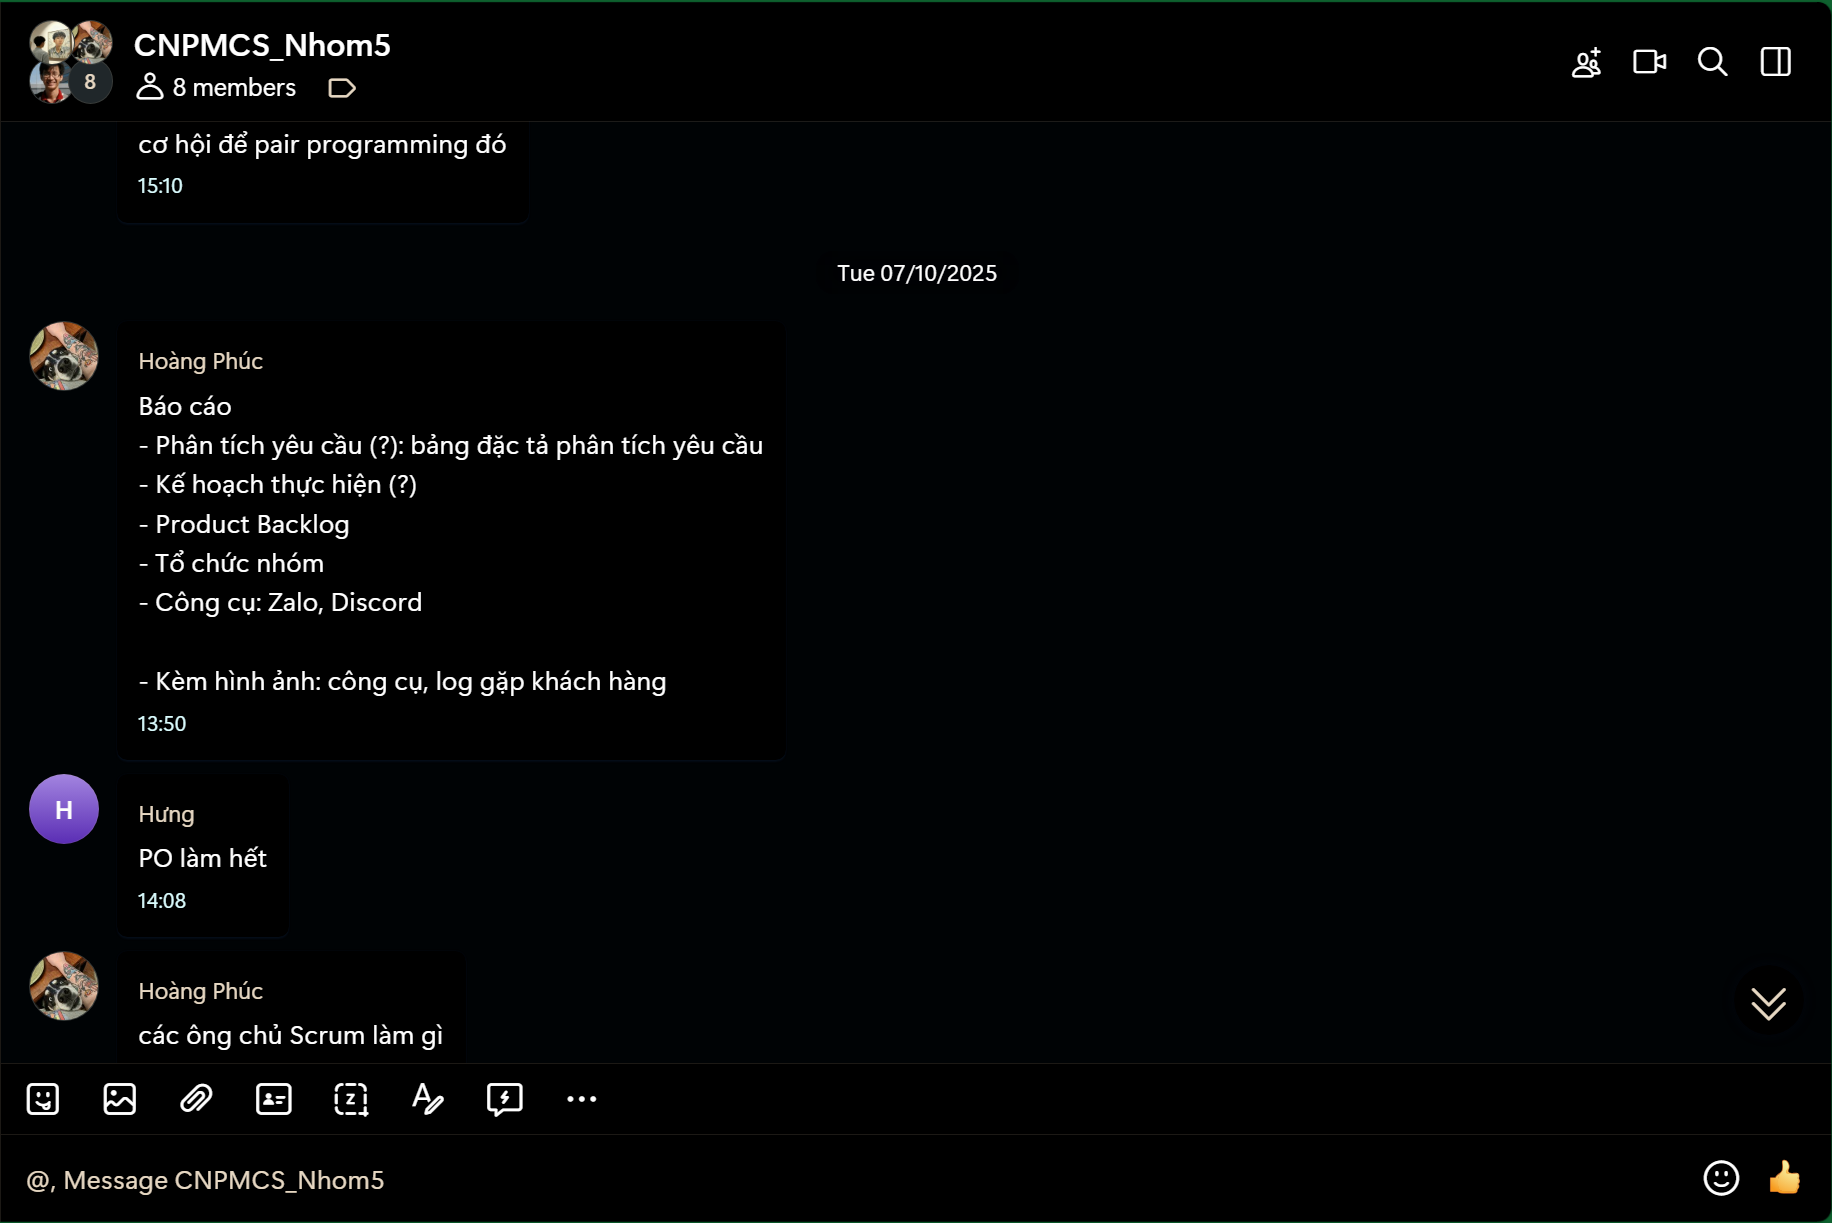 CNPMCS_Nhom5
8
8 members
cơ hội để pair programming đó
15:10
Tue 07/10/2025
Hoàng Phúc
Báo cáo
- Phân tích yêu cầu (?): bảng đặc tả phân tích yêu cầu
- Kế hoạch thực hiện (?)
- Product Backlog
- Tổ chức nhóm
- Công cụ: Zalo, Discord
- Kèm hình ảnh: công cụ, log gặp khách hàng
13:50
H
Hưng
PO làm hết
14:08
Hoàng Phúc
các ông chủ Scrum làm gì
@, Message CNPMCS_Nhom5